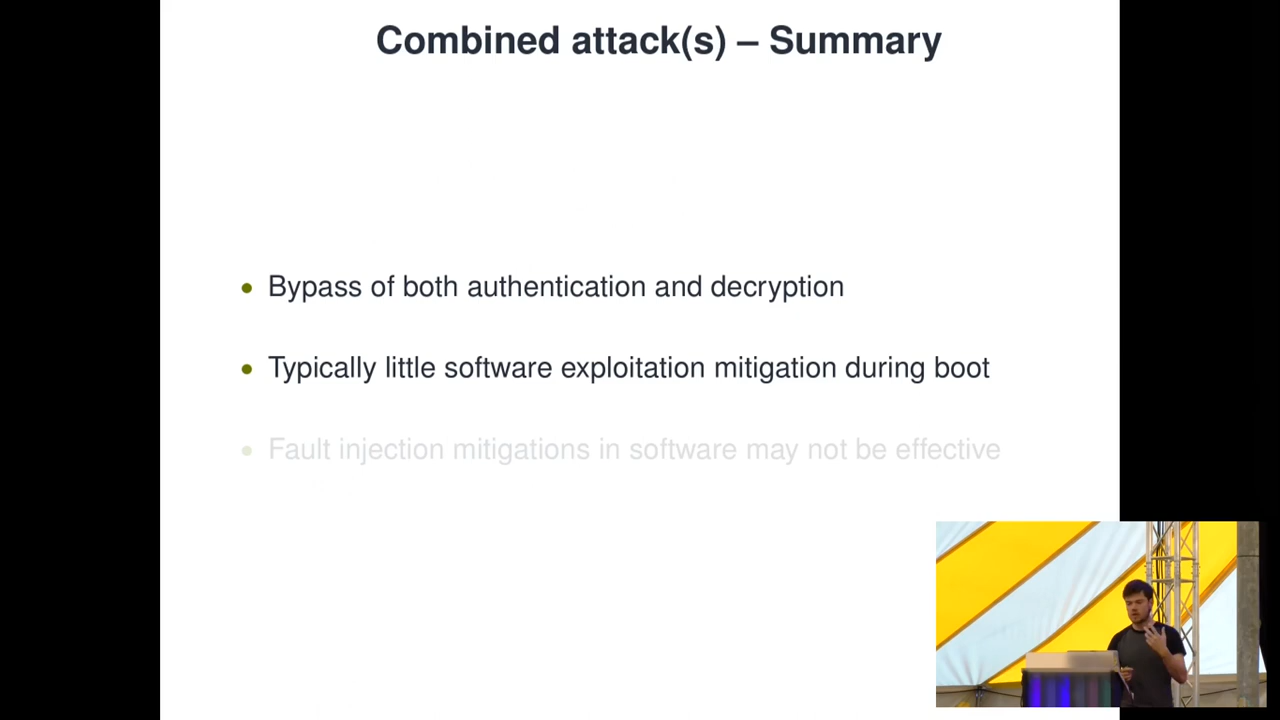 Combined attack(s) – Summary
• Bypass of both authentication and decryption
• Typically little software exploitation mitigation during boot
• Fault injection mitigations in software may not be effective